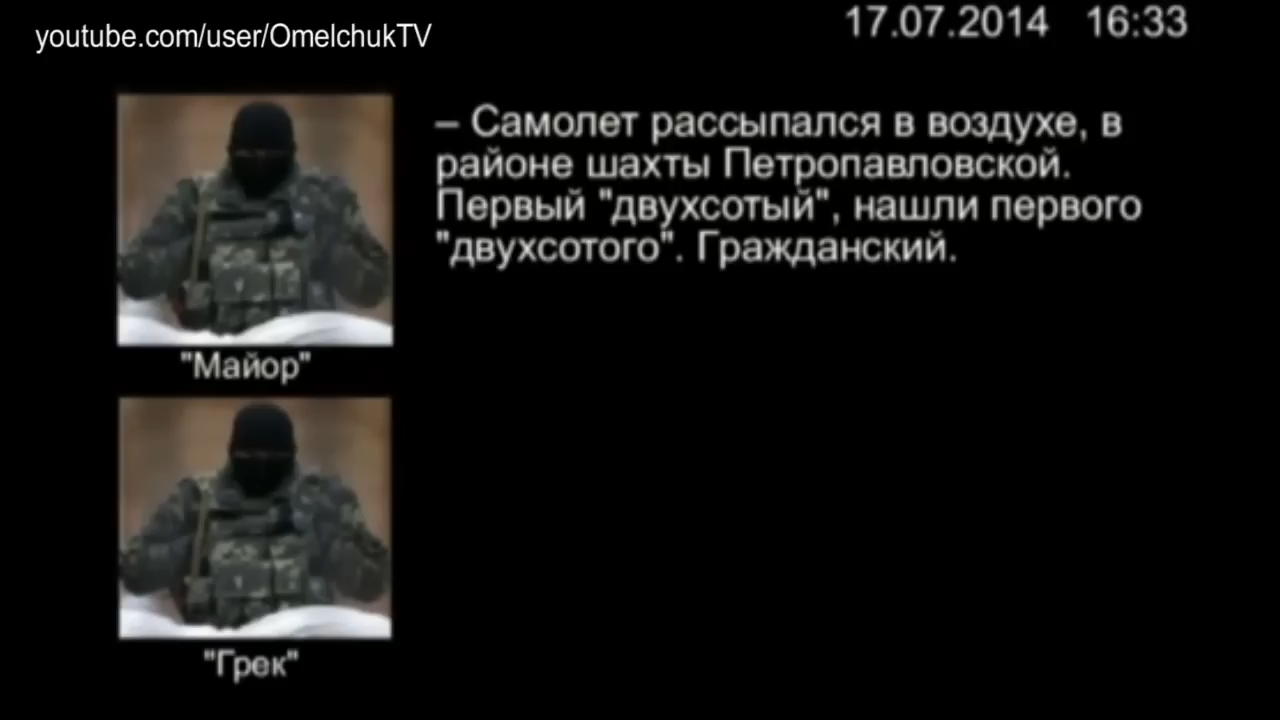 youtube.com/user/OmelchukTV
17.07.2014 16:33
– Самолет рассыпался в воздухе, в
районе шахты Петропавловской.
Первый "двухсотый", нашли первого
"двухсотого". Гражданский.
"Майор"
"Грек"